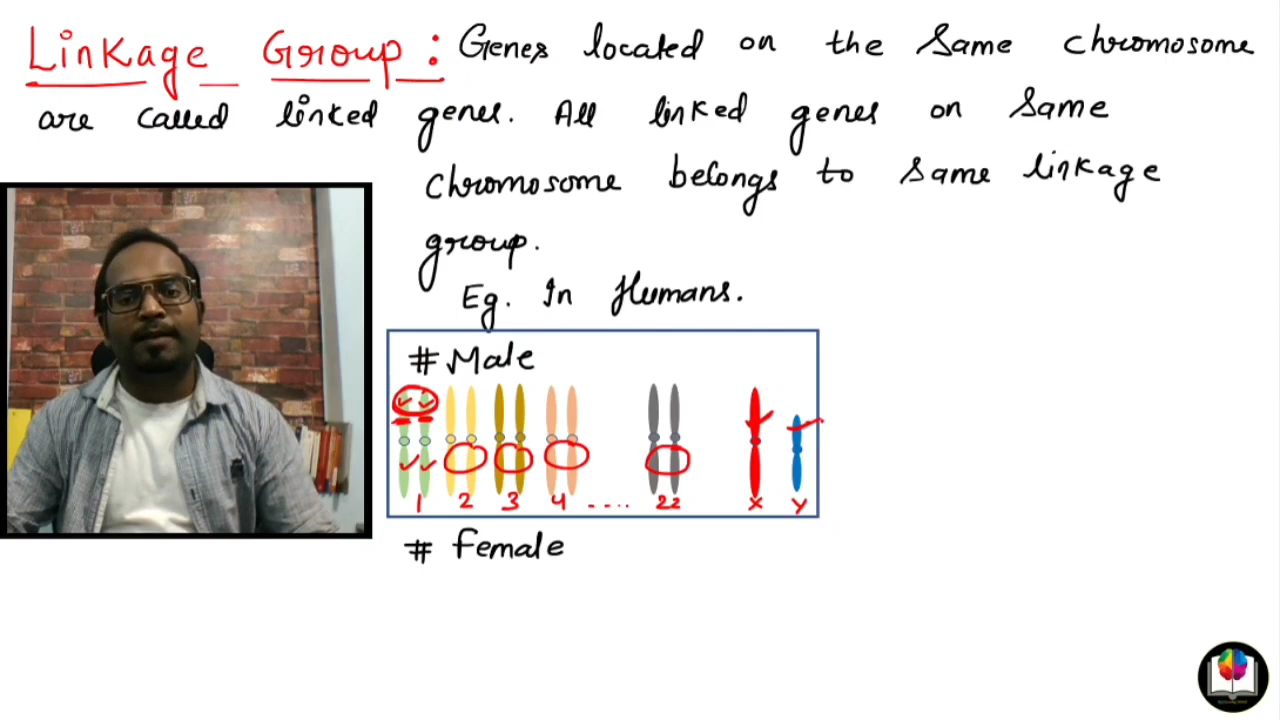 Linkage Group: Genes located on the same chromosome
are called linked genes. All linked genes on same
chromosome belongs to same linkage
group.
Eg. In Humans.
# Male
1 2 3 4 .... 22 X Y
# Female